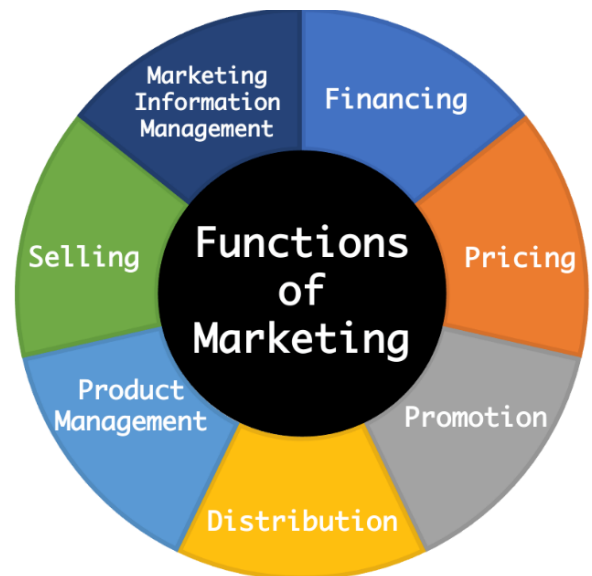 Functions
of
Marketing
Financing
Pricing
Promotion
Distribution
Product
Management
Selling
Marketing
Information
Management